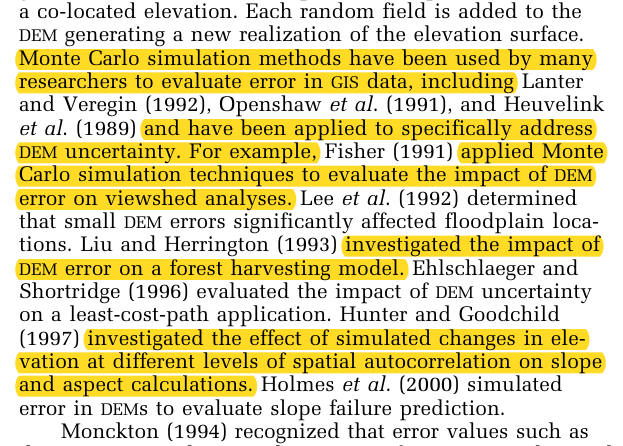 a co-located elevation. Each random field is added to the
DEM generating a new realization of the elevation surface.
Monte Carlo simulation methods have been used by many
researchers to evaluate error in GIS data, including Lanter
and Veregin (1992), Openshaw et al. (1991), and Heuvelink
et al. (1989) and have been applied to specifically address
DEM uncertainty. For example, Fisher (1991) applied Monte
Carlo simulation techniques to evaluate the impact of DEM
error on viewshed analyses. Lee et al. (1992) determined
that small DEM errors significantly affected floodplain loca-
tions. Liu and Herrington (1993) investigated the impact of
DEM error on a forest harvesting model. Ehlschlaeger and
Shortridge (1996) evaluated the impact of DEM uncertainty
on a least-cost-path application. Hunter and Goodchild
(1997) investigated the effect of simulated changes in ele-
vation at different levels of spatial autocorrelation on slope
and aspect calculations. Holmes et al. (2000) simulated
error in DEMs to evaluate slope failure prediction.
Monckton (1994) recognized that error values such as